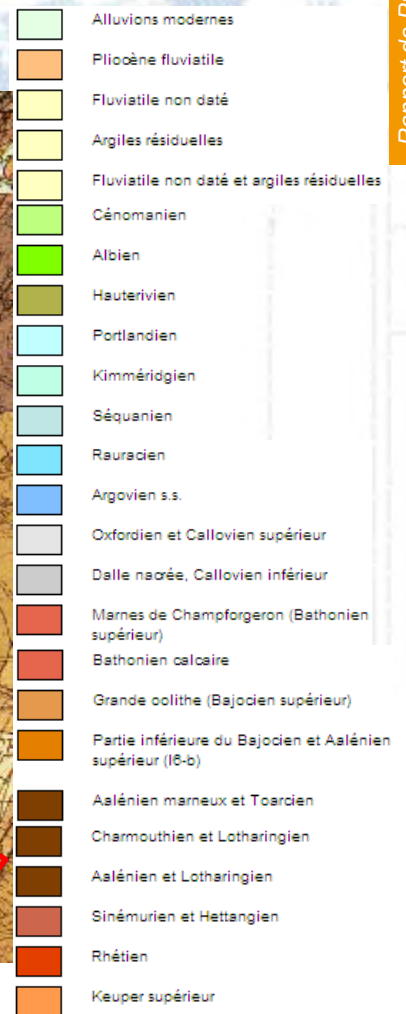 Rapport de
Alluvions modernes
Pliocène fluviatile
Fluviatile non daté
Argiles résiduelles
Fluviatile non daté et argiles résiduelles
Cénomanien
Albien
Hauterivien
Portlandien
Kimméridgien
Séquanien
Rauracien
Argovien s.s.
Oxfordien et Callovien supérieur
Dalle nacrée, Callovien inférieur
Marnes de Champforgeron (Bathonien
supérieur)
Bathonien calcaire
Grande oolithe (Bajocien supérieur)
Partie inférieure du Bajocien et Aalénien
supérieur (l6-b)
Aalénien marneux et Toarcien
Charmouthien et Lotharingien
Aalénien et Lotharingien
Sinémurien et Hettangien
Rhétien
Keuper supérieur